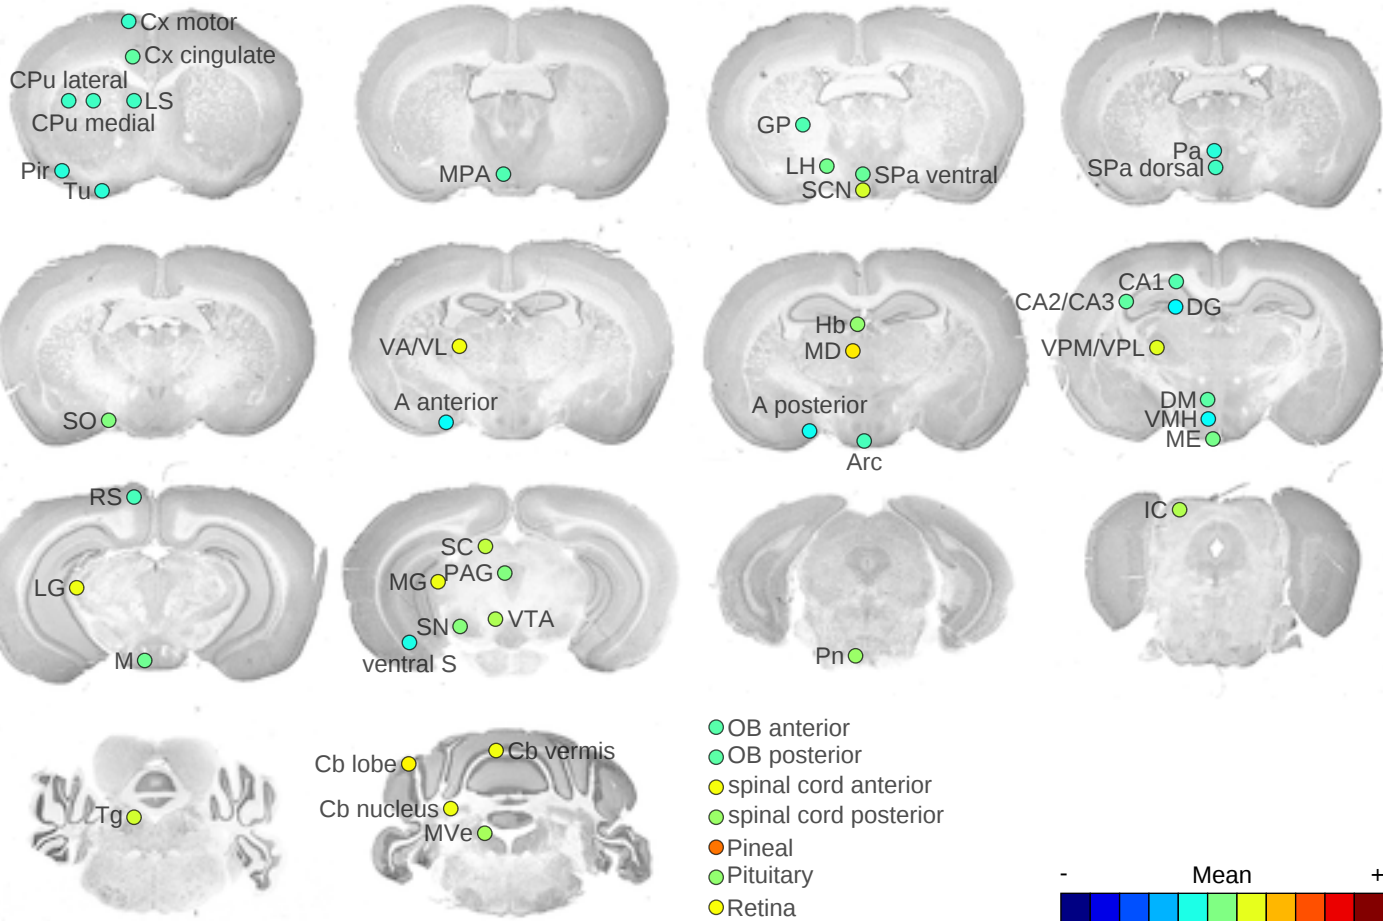 Cx motor
Cx cingulate
CPu lateral
LS
CPu medial
Pir
Tu
MPA
GP
LH
SPa ventral
SCN
Pa
SPa dorsal
SO
VA/VL
A anterior
Hb
MD
A posterior
Arc
CA1
CA2/CA3
DG
VPM/VPL
DM
VMH
ME
RS
LG
M
SC
PAG
MG
VTA
SN
ventral S
Pn
IC
Tg
Cb vermis
Cb lobe
Cb nucleus
MVe
OB anterior
OB posterior
spinal cord anterior
spinal cord posterior
Pineal
Pituitary
Retina
- Mean +